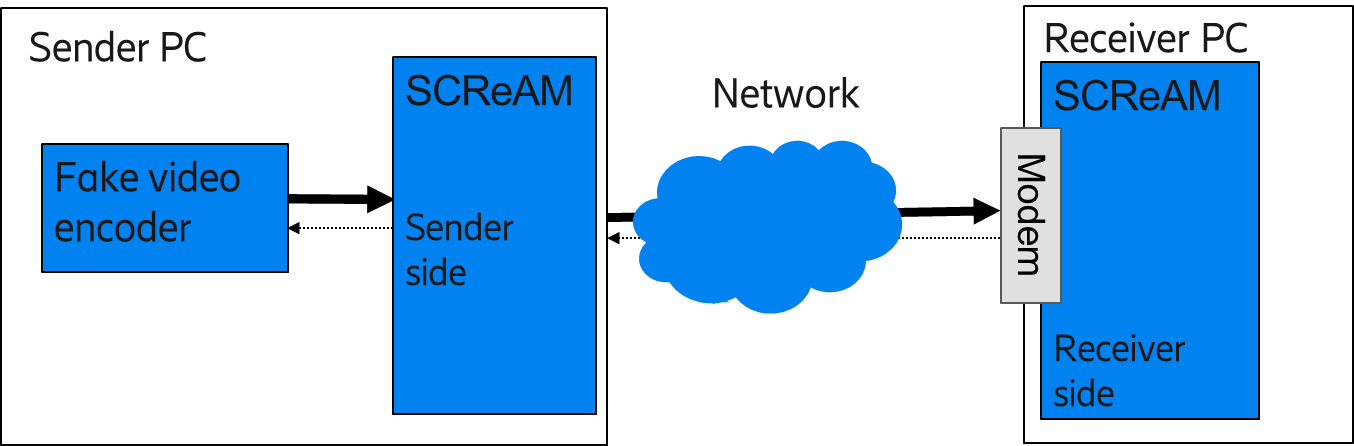 Sender PC
Fake video
encoder
SCReAM
Sender
side
Network
Receiver PC
SCReAM
Modem
Receiver
side